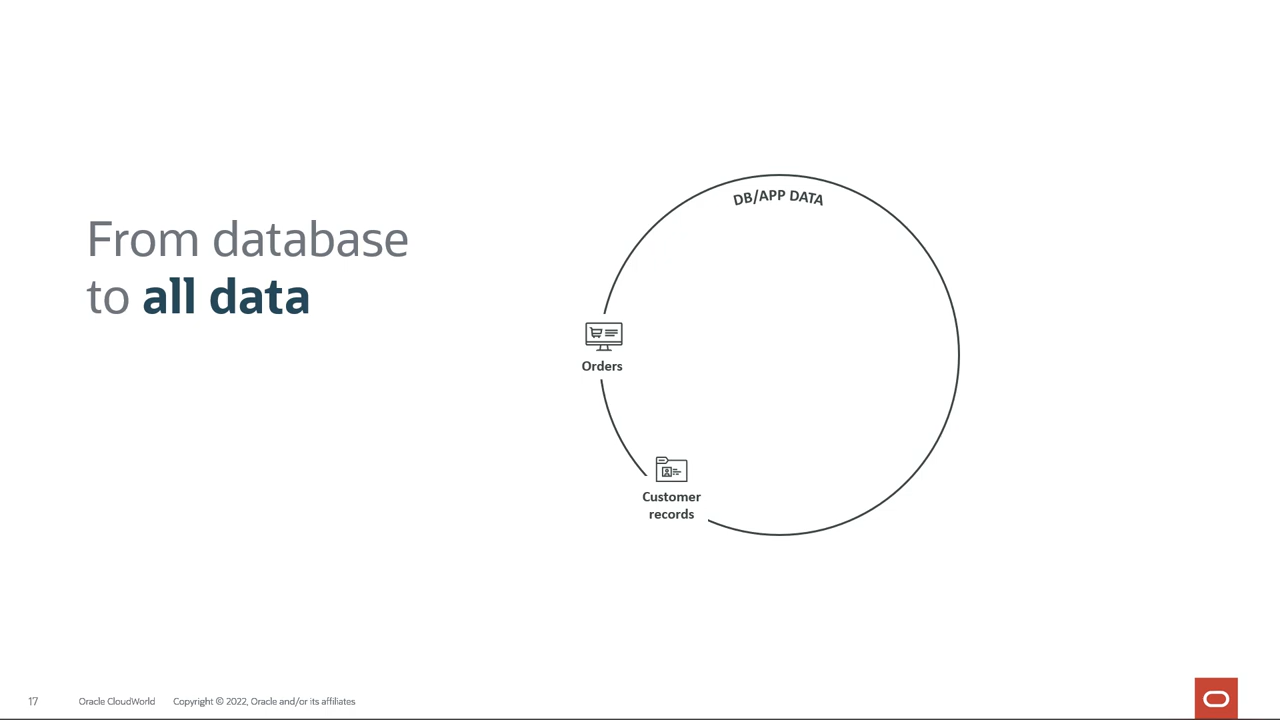 From database
to all data
DB/APP DATA
Orders
Customer
records
17 Oracle CloudWorld Copyright © 2022, Oracle and/or its affiliates